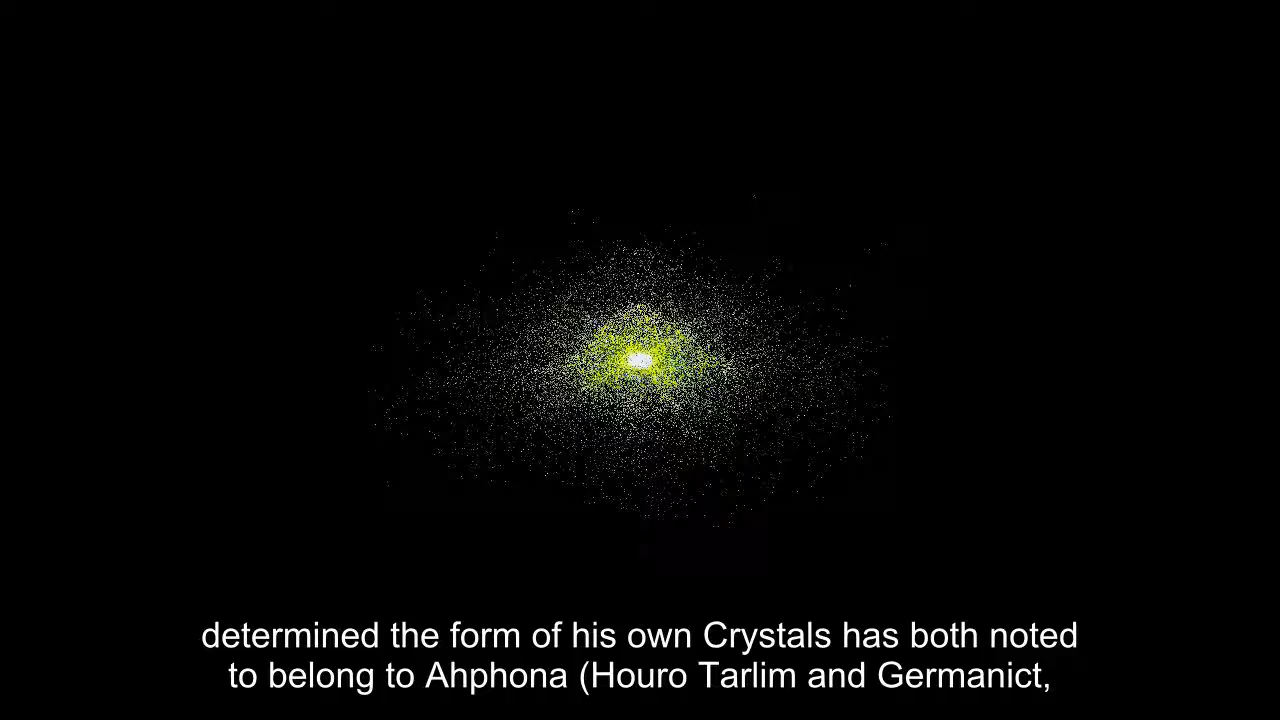 determined the form of his own Crystals has both noted
to belong to Ahphona (Houro Tarlim and Germanict,